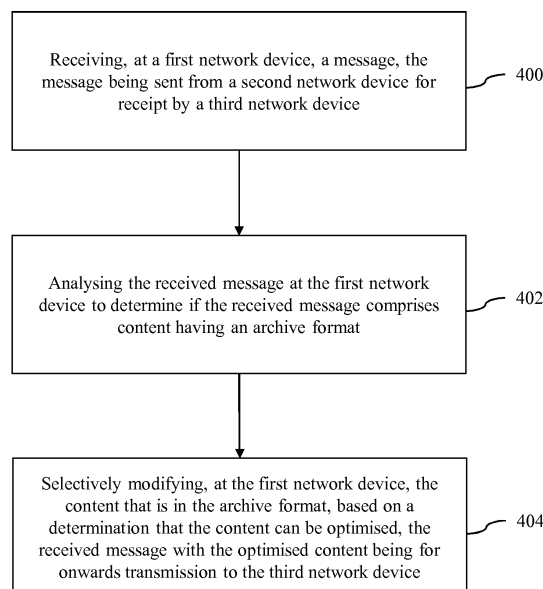 Receiving, at a first network device, a message, the
message being sent from a second network device for
receipt by a third network device
400
Analysing the received message at the first network
device to determine if the received message comprises
content having an archive format
402
Selectively modifying, at the first network device, the
content that is in the archive format, based on a
determination that the content can be optimised, the
received message with the optimised content being for
onwards transmission to the third network device
404